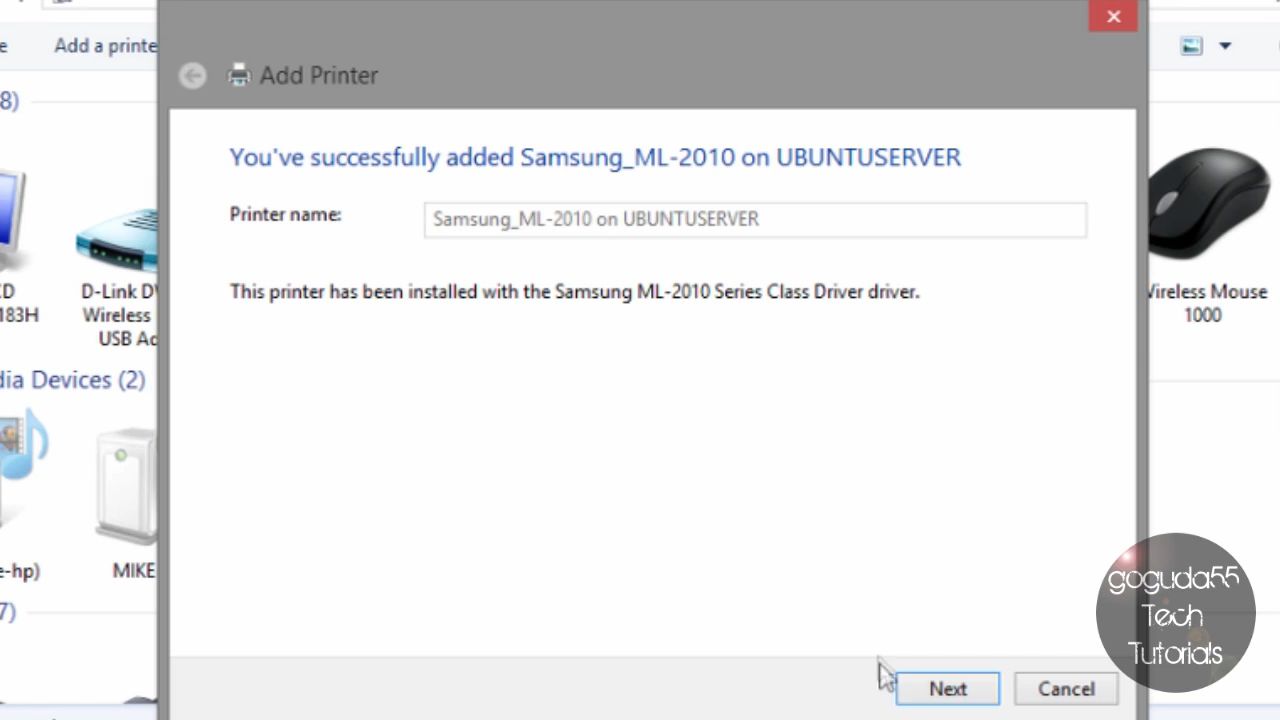 Add a printe
8)
Add Printer
You've successfully added Samsung_ML-2010 on UBUNTUSERVER
Printer name:
Samsung_ML-2010 on UBUNTUSERVER
This printer has been installed with the Samsung ML-2010 Series Class Driver driver.
CD
183H
D-Link D
Wireless
USB Ad
Wireless Mouse
1000
dia Devices (2)
e-hp)
MIKE
7)
goguda55
Tech
Tutorials
Next
Cancel